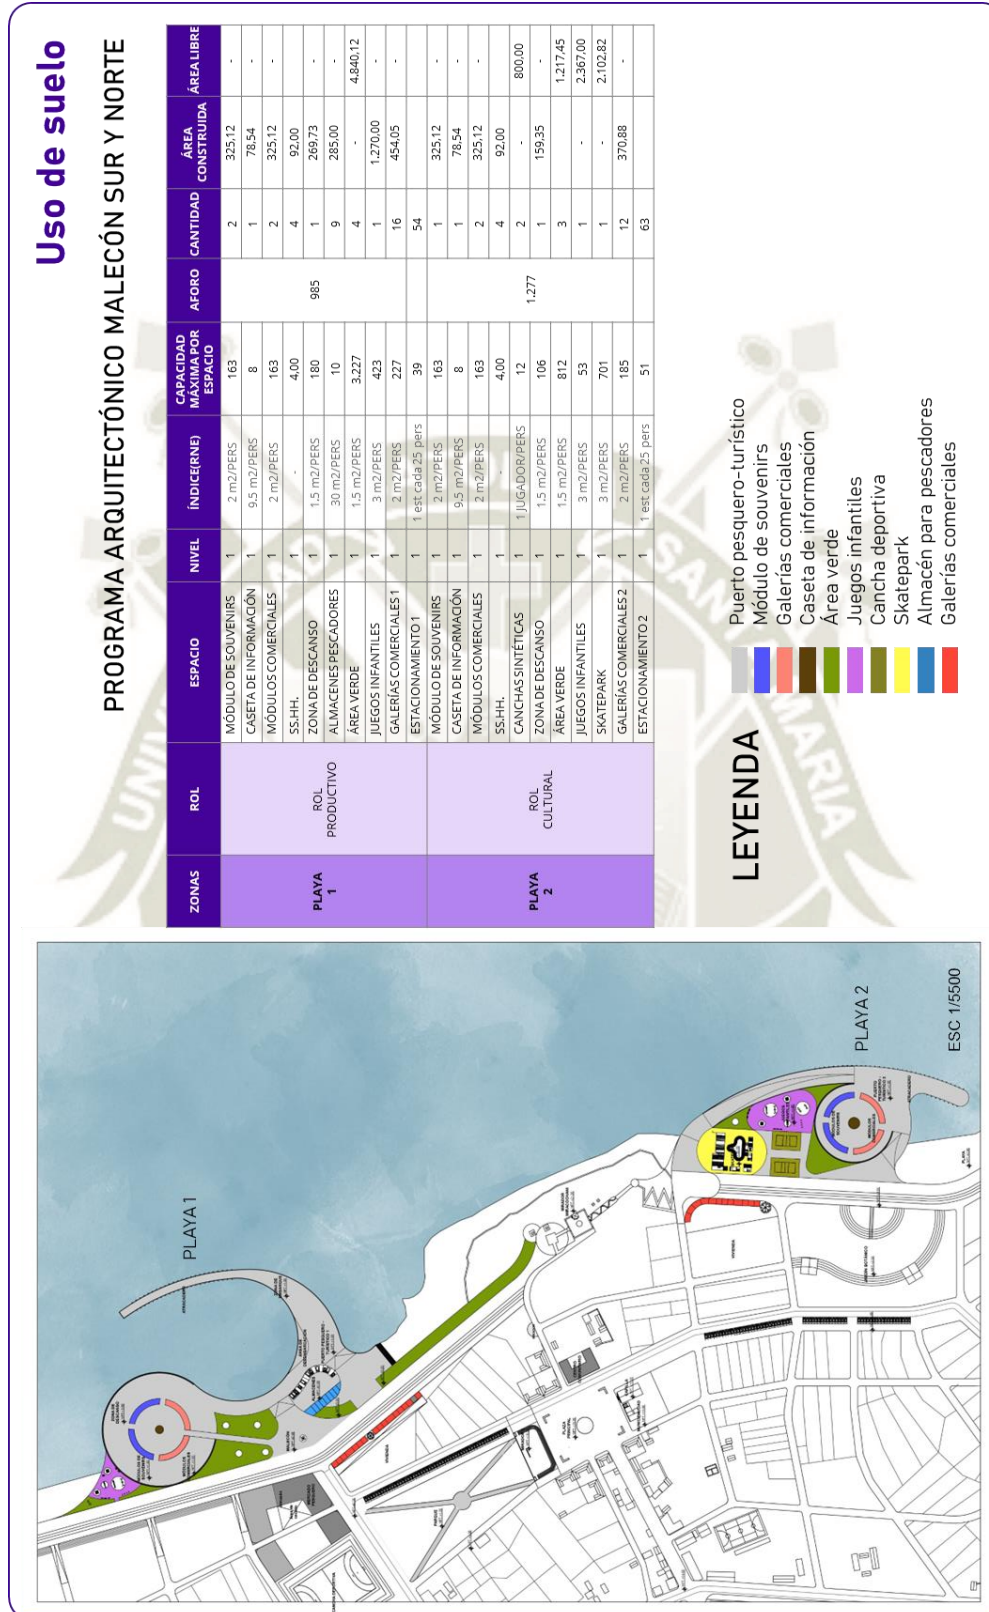 Uso de suelo
PROGRAMA ARQUITECTÓNICO MALECÓN SUR Y NORTE
ZONAS ROL ESPACIO NIVEL ÍNDICE(RNE) CAPACIDAD MÁXIMA POR ESPACIO AFORO CANTIDAD ÁREA CONSTRUIDA ÁREA LIBRE
PLAYA 1 ROL PRODUCTIVO 985
MÓDULO DE SOUVENIRS 1 2 m2/PERS 163 2 325,12 -
CASETA DE INFORMACIÓN 1 9.5 m2/PERS 8 1 78,54 -
MÓDULOS COMERCIALES 1 2 m2/PERS 163 2 325,12 -
SS.HH. 1 - 4,00 4 92,00 -
ZONA DE DESCANSO 1 1.5 m2/PERS 180 1 269,73 -
ALMACENES PESCADORES 1 30 m2/PERS 10 9 285,00 -
ÁREA VERDE 1 1.5 m2/PERS 3.227 4 - 4.840,12
JUEGOS INFANTILES 1 3 m2/PERS 423 1 1.270,00 -
GALERÍAS COMERCIALES 1 1 2 m2/PERS 227 16 454,05 -
ESTACIONAMIENTO 1 1 1 est cada 25 pers 39 54
PLAYA 2 ROL CULTURAL 1.277
MÓDULO DE SOUVENIRS 1 2 m2/PERS 163 1 325,12 -
CASETA DE INFORMACIÓN 1 9.5 m2/PERS 8 1 78,54 -
MÓDULOS COMERCIALES 1 2 m2/PERS 163 2 325,12 -
SS.HH. 1 - 4,00 4 92,00 -
CANCHAS SINTÉTICAS 1 1 JUGADOR/PERS 12 2 - 800,00
ZONA DE DESCANSO 1 1.5 m2/PERS 106 1 159,35 -
ÁREA VERDE 1 1.5 m2/PERS 812 3 1.217,45
JUEGOS INFANTILES 1 3 m2/PERS 53 1 - 2.367,00
SKATEPARK 1 3 m2/PERS 701 1 - 2.102,82
GALERÍAS COMERCIALES 2 1 2 m2/PERS 185 12 370,88 -
ESTACIONAMIENTO 2 1 1 est cada 25 pers 51 63
LEYENDA
Puerto pesquero-turístico
Módulo de souvenirs
Galerías comerciales
Caseta de información
Área verde
Juegos infantiles
Cancha deportiva
Skatepark
Almacén para pescadores
Galerías comerciales
PLAYA 1
PLAYA 2
ESC 1/5500
SANTA MARIA